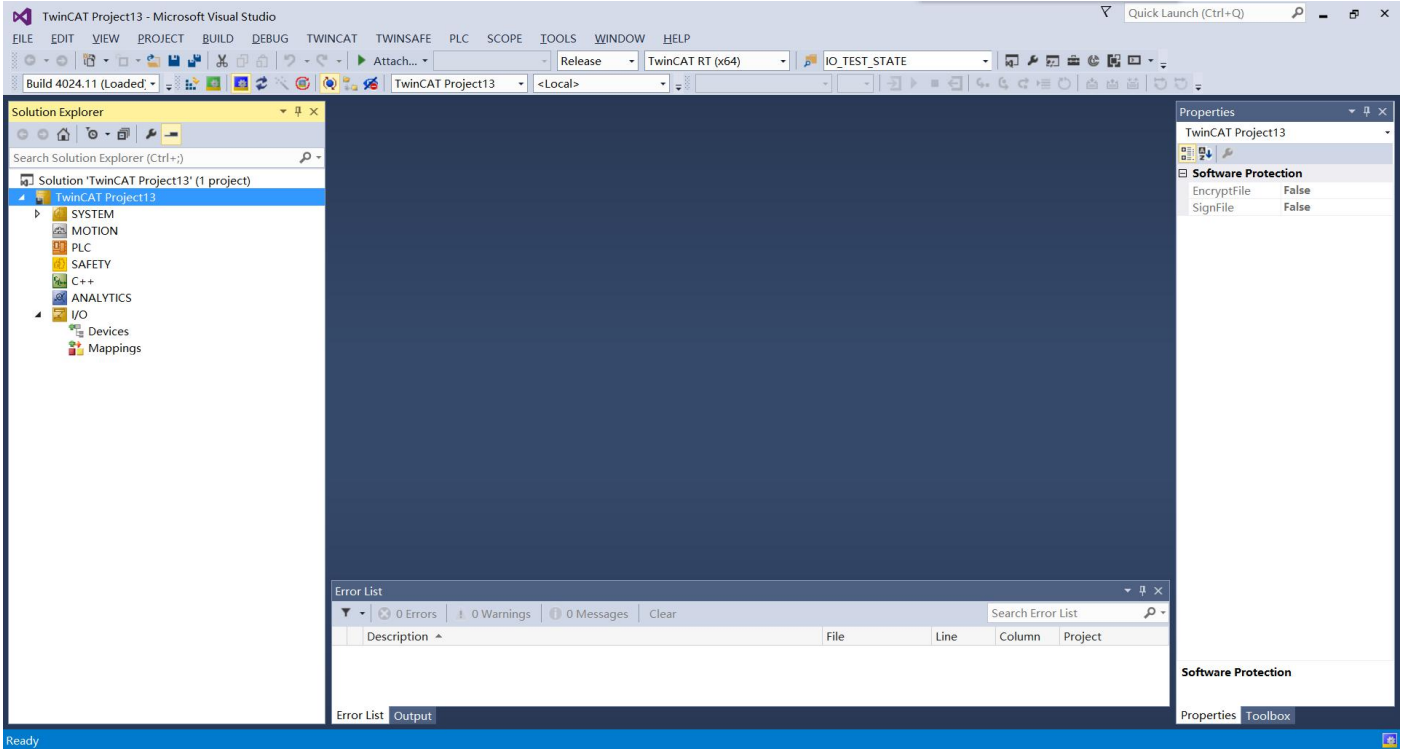 TwinCAT Project13 - Microsoft Visual Studio
Quick Launch (Ctrl+Q)
FILE EDIT VIEW PROJECT BUILD DEBUG TWINCAT TWINSAFE PLC SCOPE TOOLS WINDOW HELP
Attach... Release TwinCAT RT (x64) IO_TEST_STATE
Build 4024.11 (Loaded) TwinCAT Project13 <Local>
Solution Explorer
Search Solution Explorer (Ctrl+;)
Solution 'TwinCAT Project13' (1 project)
TwinCAT Project13
SYSTEM
MOTION
PLC
SAFETY
C++
ANALYTICS
I/O
Devices
Mappings
Error List
0 Errors 0 Warnings 0 Messages Clear Search Error List
Description File Line Column Project
Error List Output
Properties
TwinCAT Project13
Software Protection
EncryptFile False
SignFile False
Software Protection
Properties Toolbox
Ready